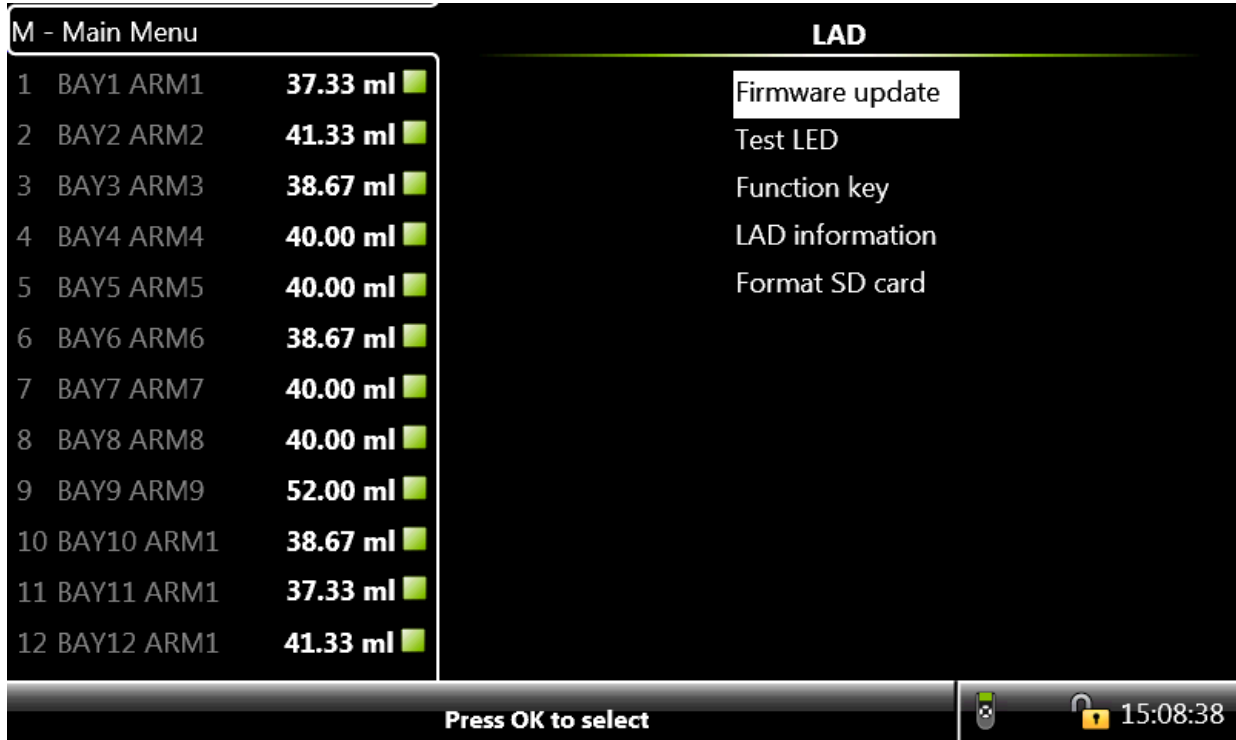 M - Main Menu
1 BAY1 ARM1 37.33 ml
2 BAY2 ARM2 41.33 ml
3 BAY3 ARM3 38.67 ml
4 BAY4 ARM4 40.00 ml
5 BAY5 ARM5 40.00 ml
6 BAY6 ARM6 38.67 ml
7 BAY7 ARM7 40.00 ml
8 BAY8 ARM8 40.00 ml
9 BAY9 ARM9 52.00 ml
10 BAY10 ARM1 38.67 ml
11 BAY11 ARM1 37.33 ml
12 BAY12 ARM1 41.33 ml
LAD
Firmware update
Test LED
Function key
LAD information
Format SD card
Press OK to select
15:08:38